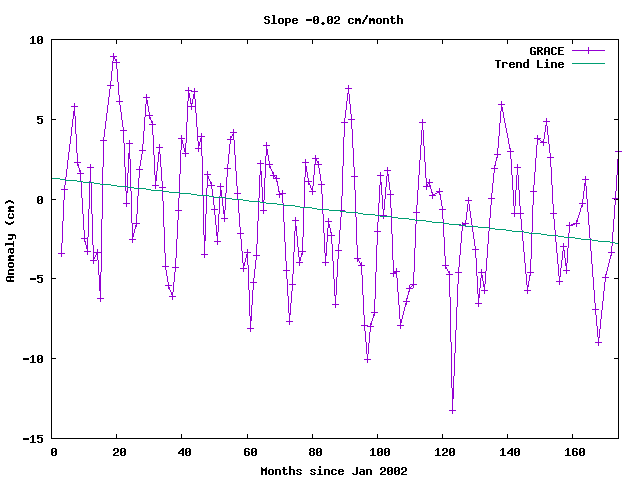 Slope -0.02 cm/month
GRACE
Trend Line
10
5
0
-5
-10
-15
Anomaly (cm)
0 20 40 60 80 100 120 140 160
Months since Jan 2002